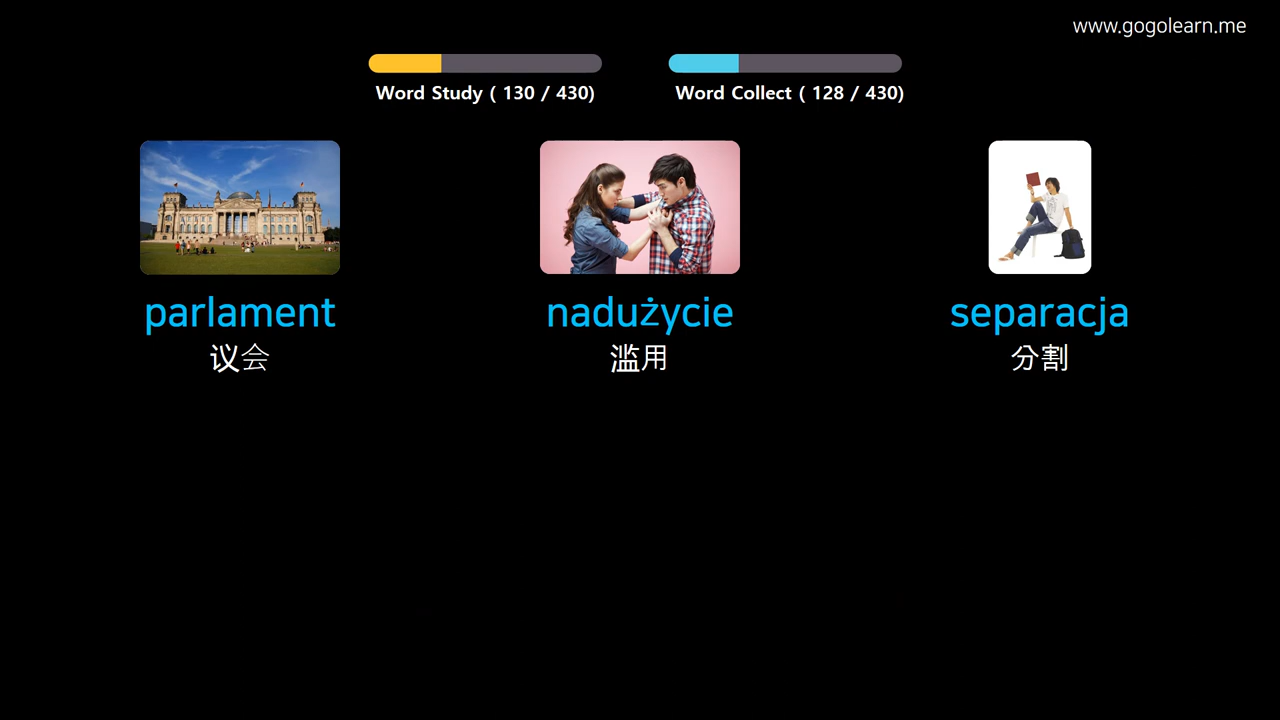 www.gogolearn.me
Word Study ( 130 / 430)
Word Collect ( 128 / 430)
parlament
nadużycie
separacja
议会
滥用
分割